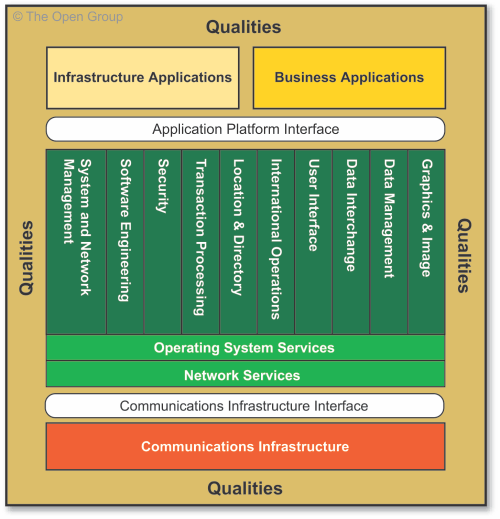 © The Open Group
Qualities
Infrastructure Applications
Business Applications
Application Platform Interface
Qualities
System and Network
Management
Software Engineering
Security
Transaction Processing
Location & Directory
International Operations
User Interface
Data Interchange
Data Management
Graphics & Image
Qualities
Operating System Services
Network Services
Communications Infrastructure Interface
Communications Infrastructure
Qualities